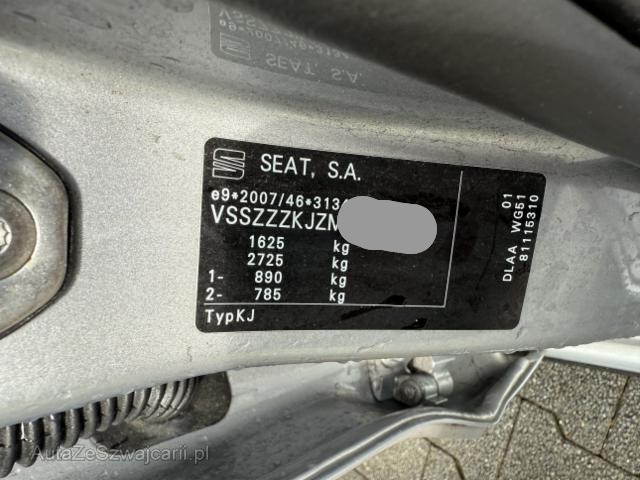 SEAT, S.A.
e9*2007/46*3134
VSSZZZKJZM
1625 kg
2725 kg
1- 890 kg
2- 785 kg
TypKJ
01
DLAA WG51
81115310
AutaZeSzwajcarii.pl